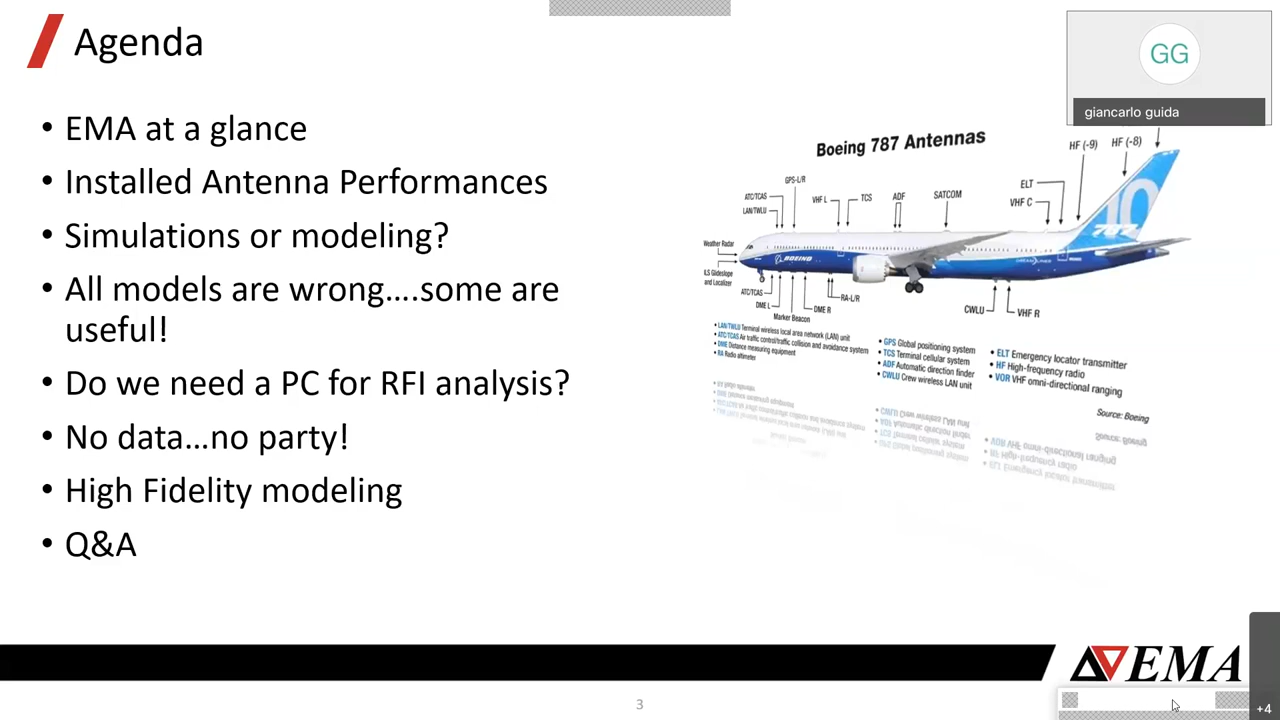 Agenda
• EMA at a glance
• Installed Antenna Performances
• Simulations or modeling?
• All models are wrong....some are
useful!
• Do we need a PC for RFI analysis?
• No data...no party!
• High Fidelity modeling
• Q&A
GG
giancarlo guida
Boeing 787 Antennas
HF (-9)
HF (-8)
GPS-L/R
ATC/TCAS
LAN/TWLU
VHF L
TCS
ADF
SATCOM
ELT
VHF C
Weather Radar
ILS Glideslope
and Localizer
10
787
BOEING
ATC/TCAS
DME L
Marker Beacon
DME R
RA-L/R
CWLU
VHF R
• LAN/TWLU Terminal wireless local area network (LAN) unit
• ATC/TCAS Air traffic control/traffic collision and avoidance system
• DME Distance measuring equipment
• RA Radio altimeter
• GPS Global positioning system
• TCS Terminal cellular system
• ADF Automatic direction finder
• CWLU Crew wireless LAN unit
• ELT Emergency locator transmitter
• HF High-frequency radio
• VOR VHF omni-directional ranging
Source: Boeing
EMA
3
+4